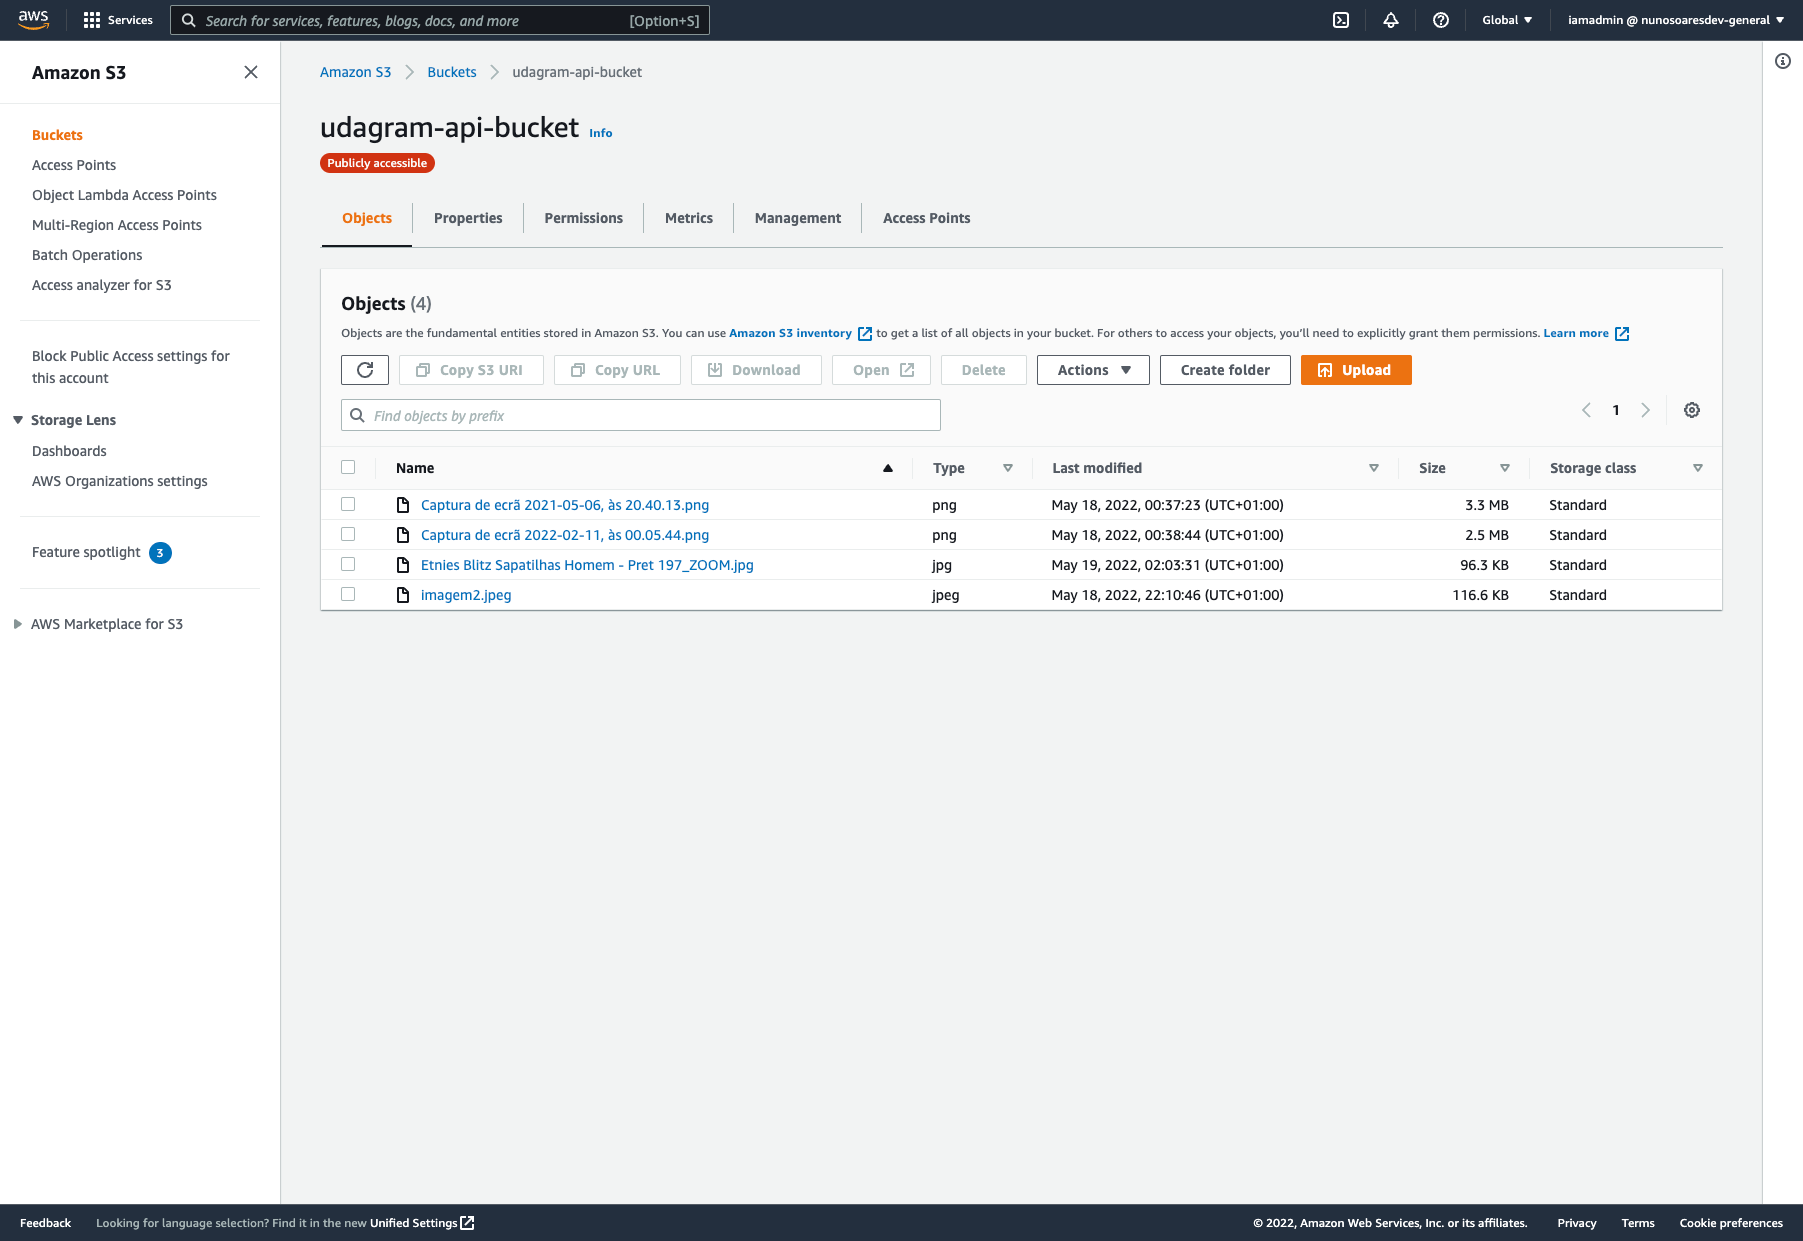 aws Services Search for services, features, blogs, docs, and more [Option+S] Global iamadmin @ nunosoaresdev-general
Amazon S3
Buckets
Access Points
Object Lambda Access Points
Multi-Region Access Points
Batch Operations
Access analyzer for S3
Block Public Access settings for
this account
Storage Lens
Dashboards
AWS Organizations settings
Feature spotlight 3
AWS Marketplace for S3
Amazon S3 Buckets udagram-api-bucket
udagram-api-bucket Info
Publicly accessible
Objects Properties Permissions Metrics Management Access Points
Objects (4)
Objects are the fundamental entities stored in Amazon S3. You can use Amazon S3 inventory to get a list of all objects in your bucket. For others to access your objects, you'll need to explicitly grant them permissions. Learn more
Copy S3 URI Copy URL Download Open Delete Actions Create folder Upload
Find objects by prefix 1
Name Type Last modified Size Storage class
Captura de ecrã 2021-05-06, às 20.40.13.png png May 18, 2022, 00:37:23 (UTC+01:00) 3.3 MB Standard
Captura de ecrã 2022-02-11, às 00.05.44.png png May 18, 2022, 00:38:44 (UTC+01:00) 2.5 MB Standard
Etnies Blitz Sapatilhas Homem - Pret 197_ZOOM.jpg jpg May 19, 2022, 02:03:31 (UTC+01:00) 96.3 KB Standard
imagem2.jpeg jpeg May 18, 2022, 22:10:46 (UTC+01:00) 116.6 KB Standard
Feedback Looking for language selection? Find it in the new Unified Settings © 2022, Amazon Web Services, Inc. or its affiliates. Privacy Terms Cookie preferences